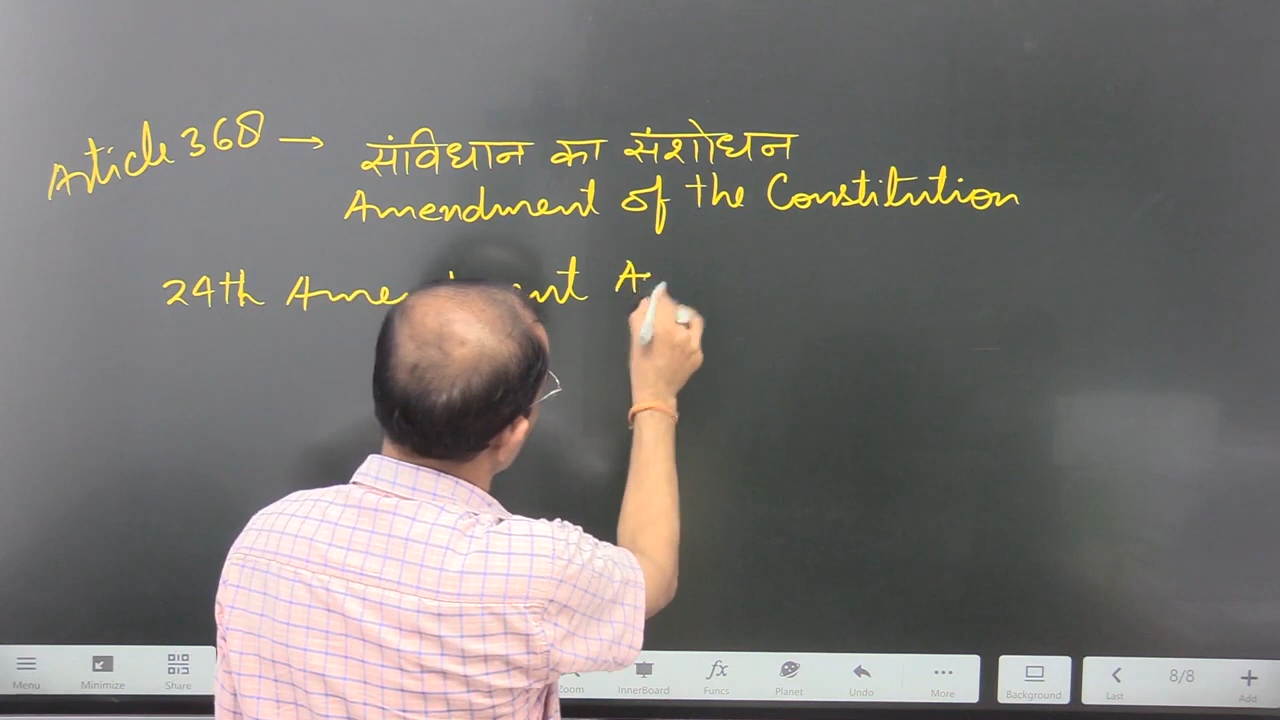 Article 368 → संविधान का संशोधन
Amendment of the Constitution
24th
Menu
Minimize
Share
Zoom
InnerBoard
fx
Funcs
Planet
Undo
More
Background
Last
8/8
Add